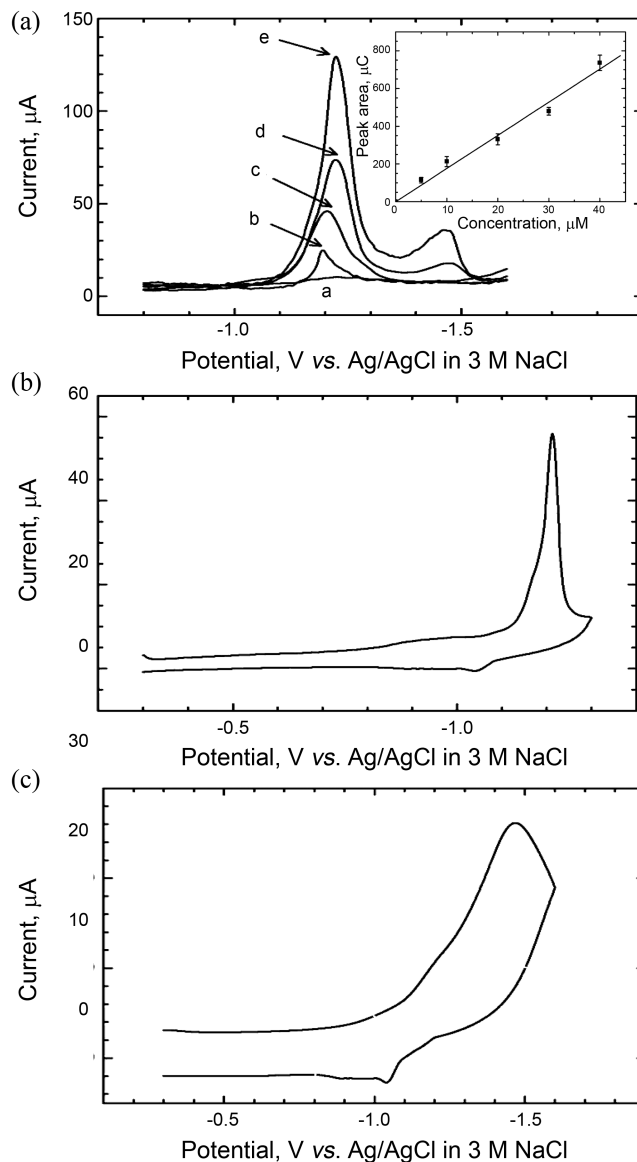 (a)
150
100
50
0
Current, μA
e
d
c
b
a
800
600
400
200
0
10
20
30
40
Peak area, μC
Concentration, μM
-1.0
-1.5
Potential, V vs. Ag/AgCl in 3 M NaCl
(b)
60
40
20
0
Current, μA
-0.5
-1.0
30
Potential, V vs. Ag/AgCl in 3 M NaCl
(c)
20
10
0
Current, μA
-0.5
-1.0
-1.5
Potential, V vs. Ag/AgCl in 3 M NaCl